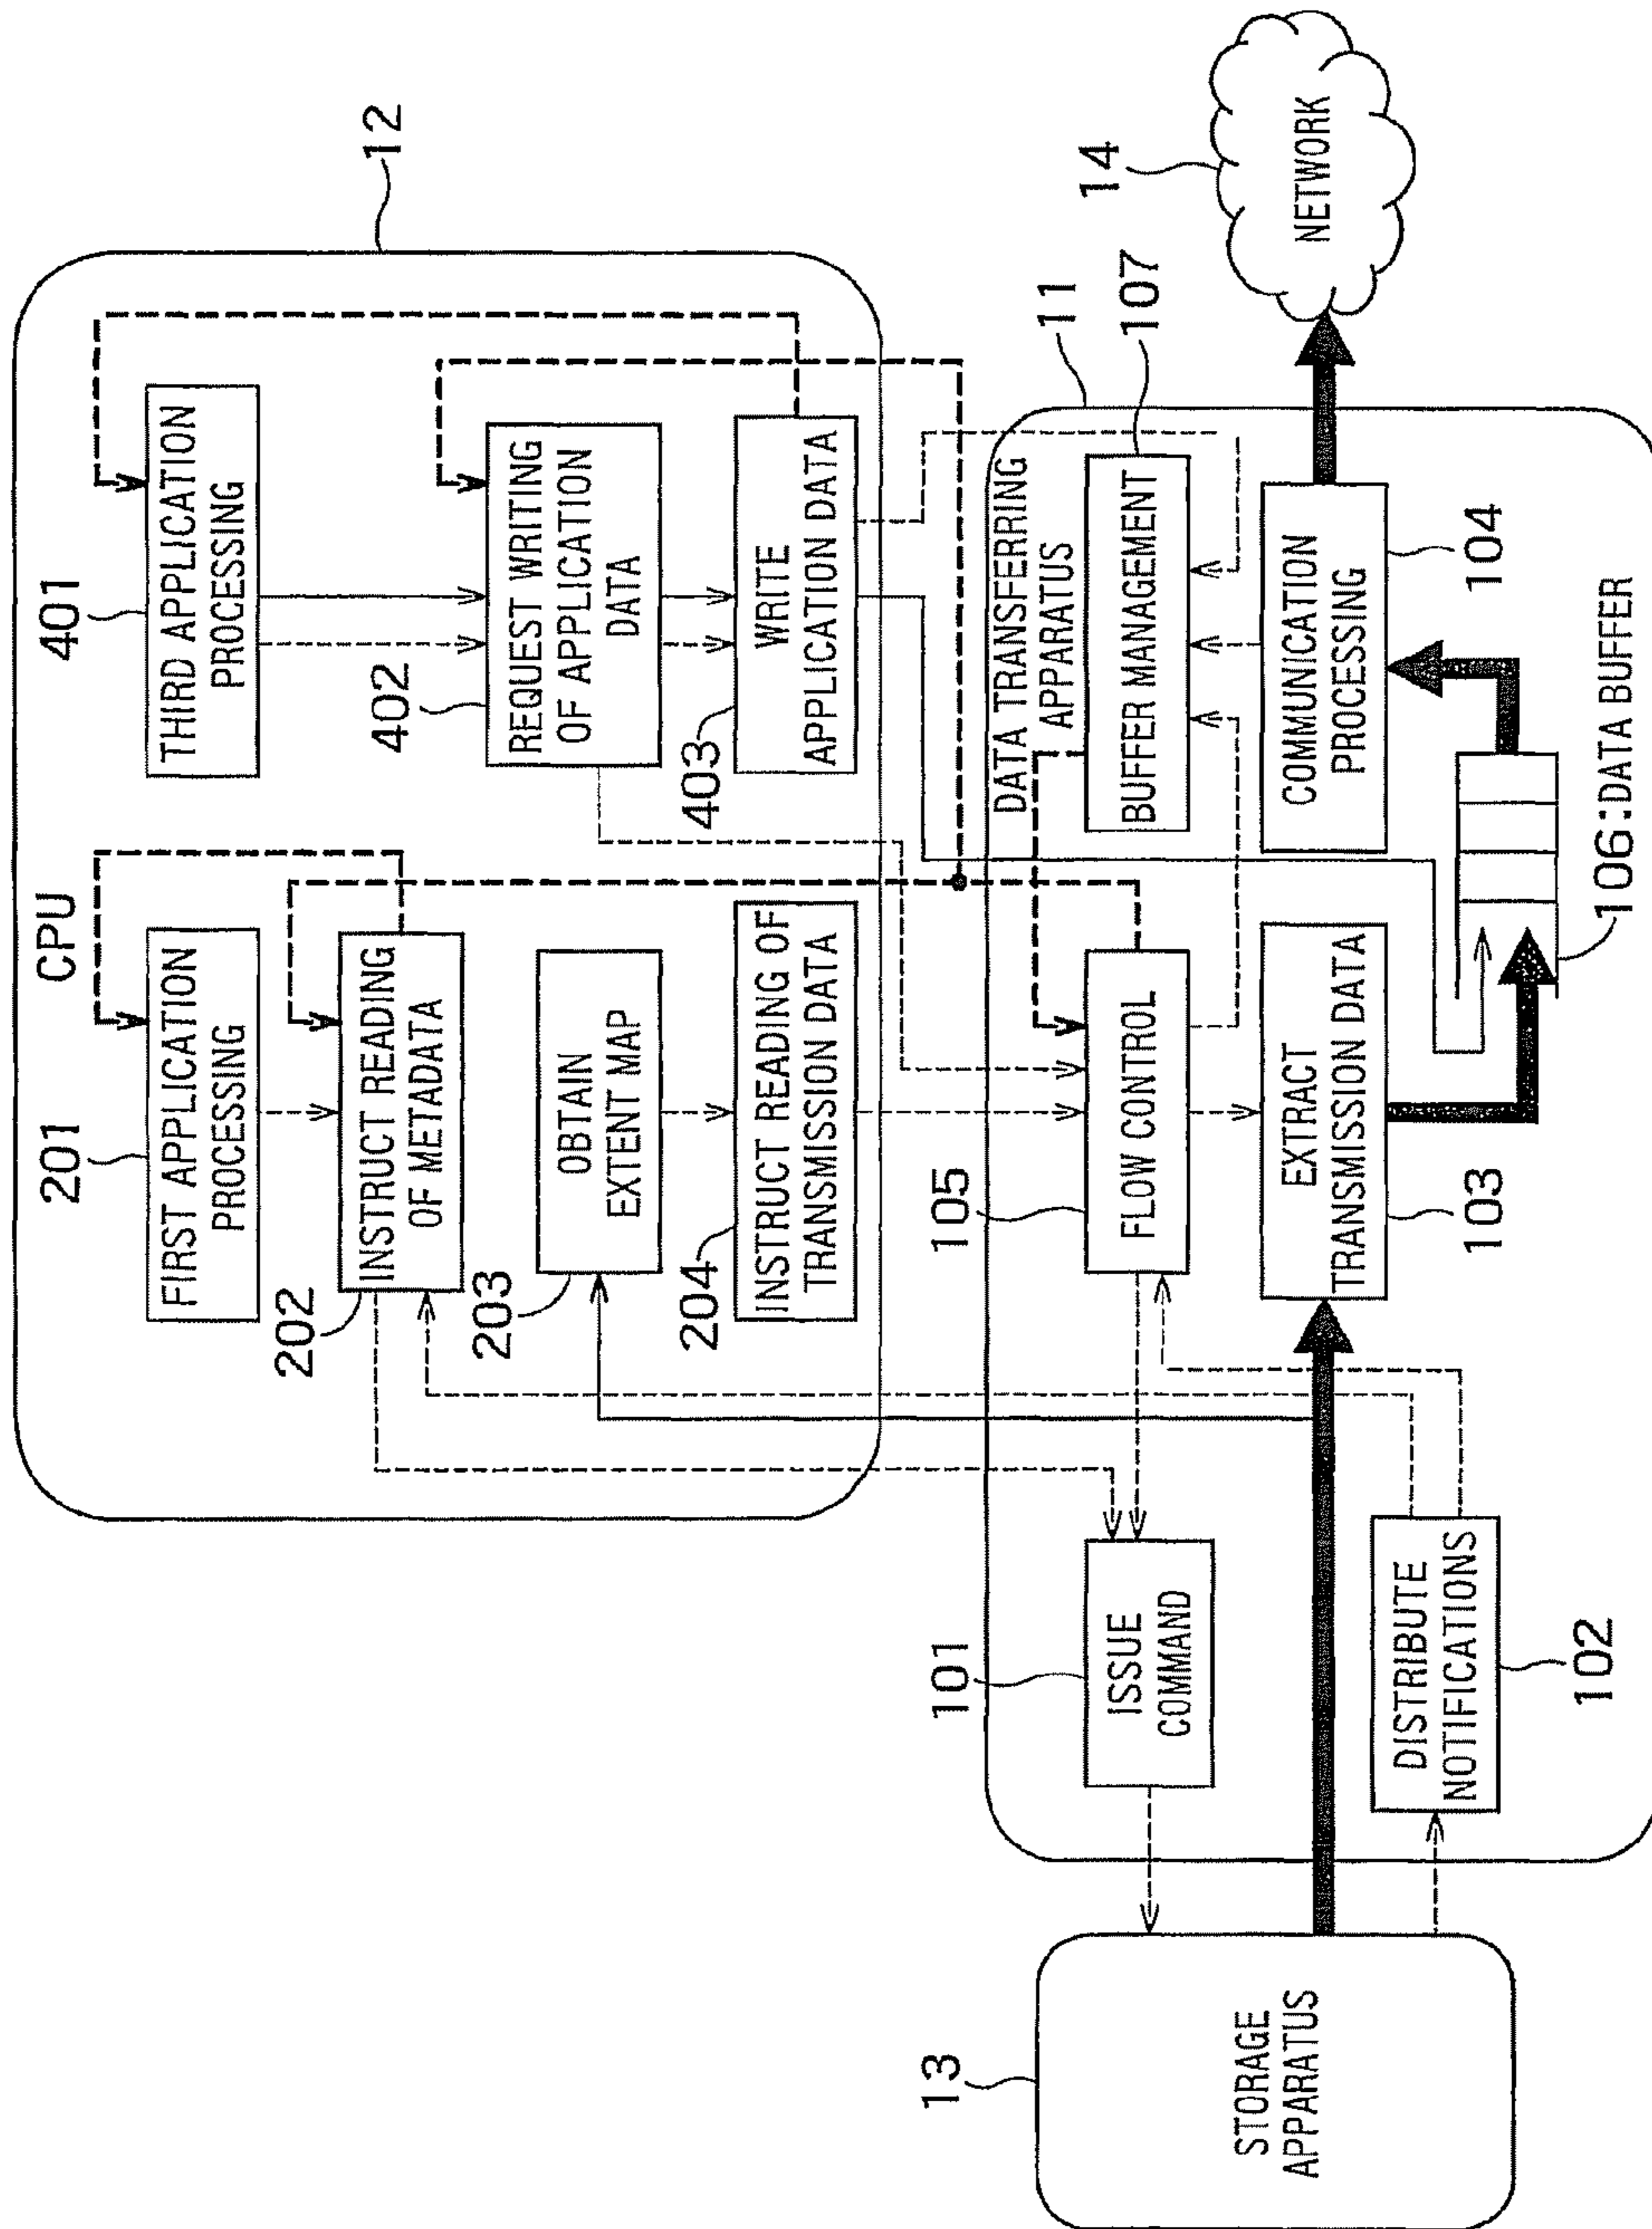 CPU
12
201
FIRST APPLICATION
PROCESSING
401
THIRD APPLICATION
PROCESSING
202
INSTRUCT READING
OF METADATA
402
REQUEST WRITING
OF APPLICATION
DATA
203
OBTAIN
EXTENT MAP
204
INSTRUCT READING OF
TRANSMISSION DATA
403
WRITE
APPLICATION DATA
13
STORAGE
APPARATUS
11
DATA TRANSFERRING
APPARATUS
101
ISSUE
COMMAND
105
FLOW CONTROL
107
BUFFER MANAGEMENT
102
DISTRIBUTE
NOTIFICATIONS
103
EXTRACT
TRANSMISSION DATA
104
COMMUNICATION
PROCESSING
106:DATA BUFFER
14
NETWORK